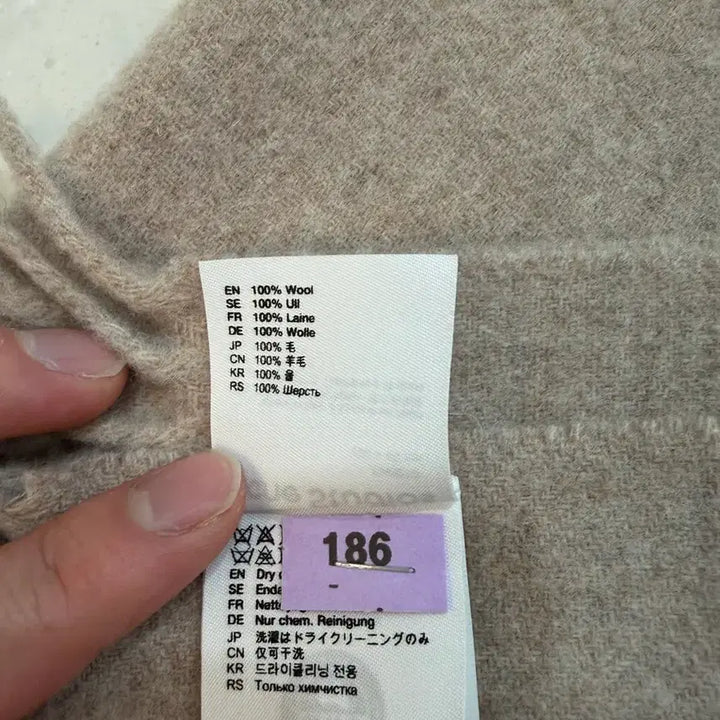 EN 100% Wool
SE 100% Ull
FR 100% Laine
DE 100% Wolle
JP 100% 毛
CN 100% 羊毛
KR 100% 울
RS 100% Шерсть
186
EN Dry
SE
FR
DE Nur chem. Reinigung
JP 洗濯はドライクリーニングのみ
CN 仅可干洗
KR 드라이클리닝 전용
RS Только химчистка